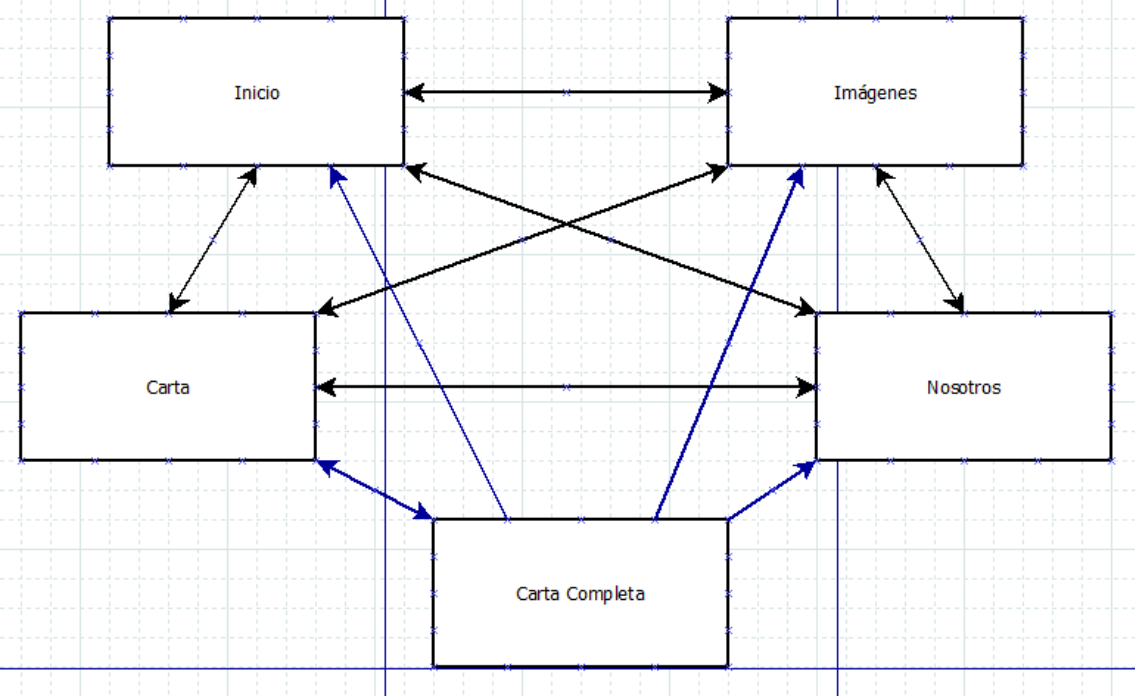 Inicio
Imágenes
Carta
Nosotros
Carta Completa